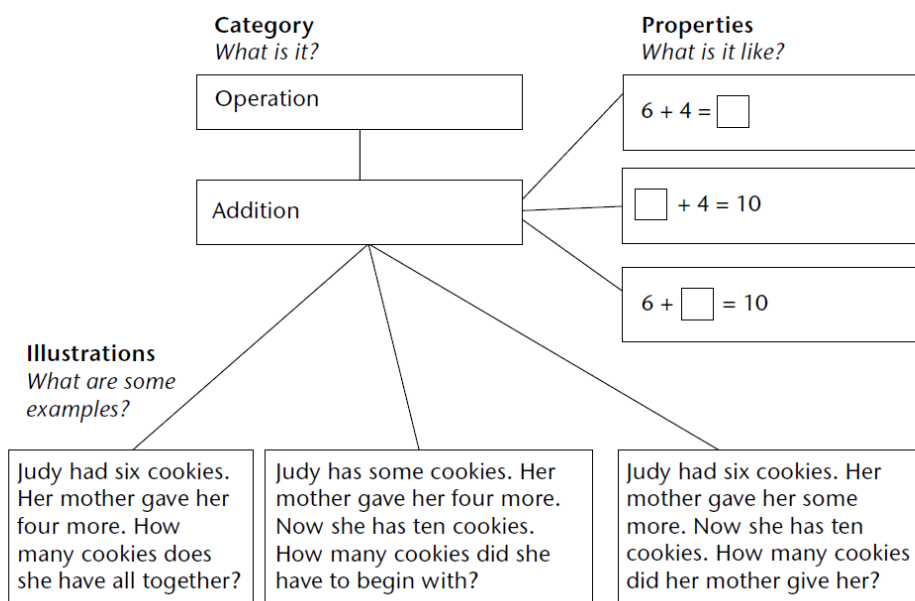 Category
What is it?
Properties
What is it like?
Operation
6 + 4 = □
Addition
□ + 4 = 10
6 + □ = 10
Illustrations
What are some
examples?
Judy had six cookies.
Her mother gave her
four more. How
many cookies does
she have all together?
Judy has some cookies. Her
mother gave her four more.
Now she has ten cookies.
How many cookies did she
have to begin with?
Judy had six cookies. Her
mother gave her some
more. Now she has ten
cookies. How many cookies
did her mother give her?